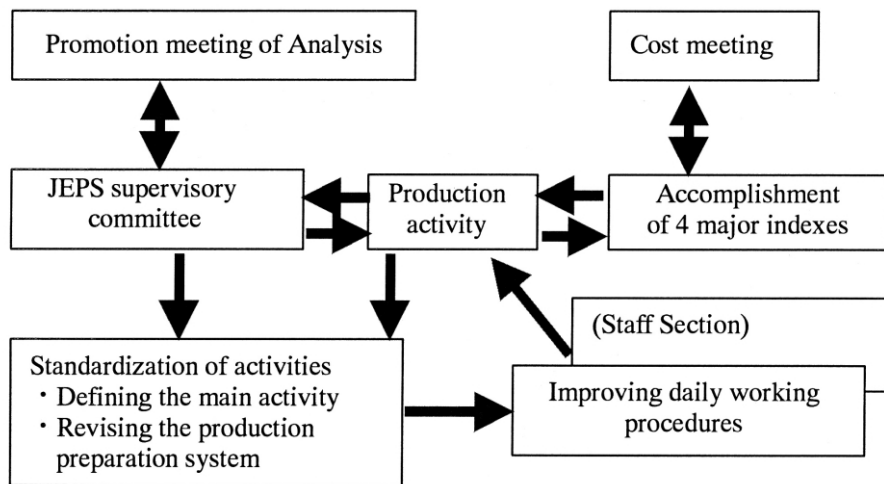 Promotion meeting of Analysis
Cost meeting
JEPS supervisory
committee
Production
activity
Accomplishment
of 4 major indexes
(Staff Section)
Standardization of activities
・Defining the main activity
・Revising the production
preparation system
Improving daily working
procedures